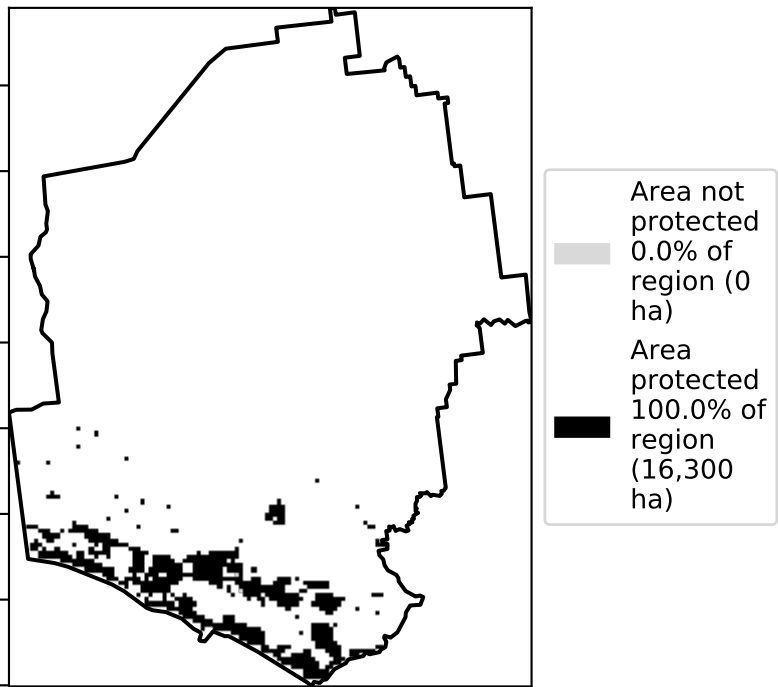 Area not
protected
0.0% of
region (0
ha)
Area
protected
100.0% of
region
(16,300
ha)